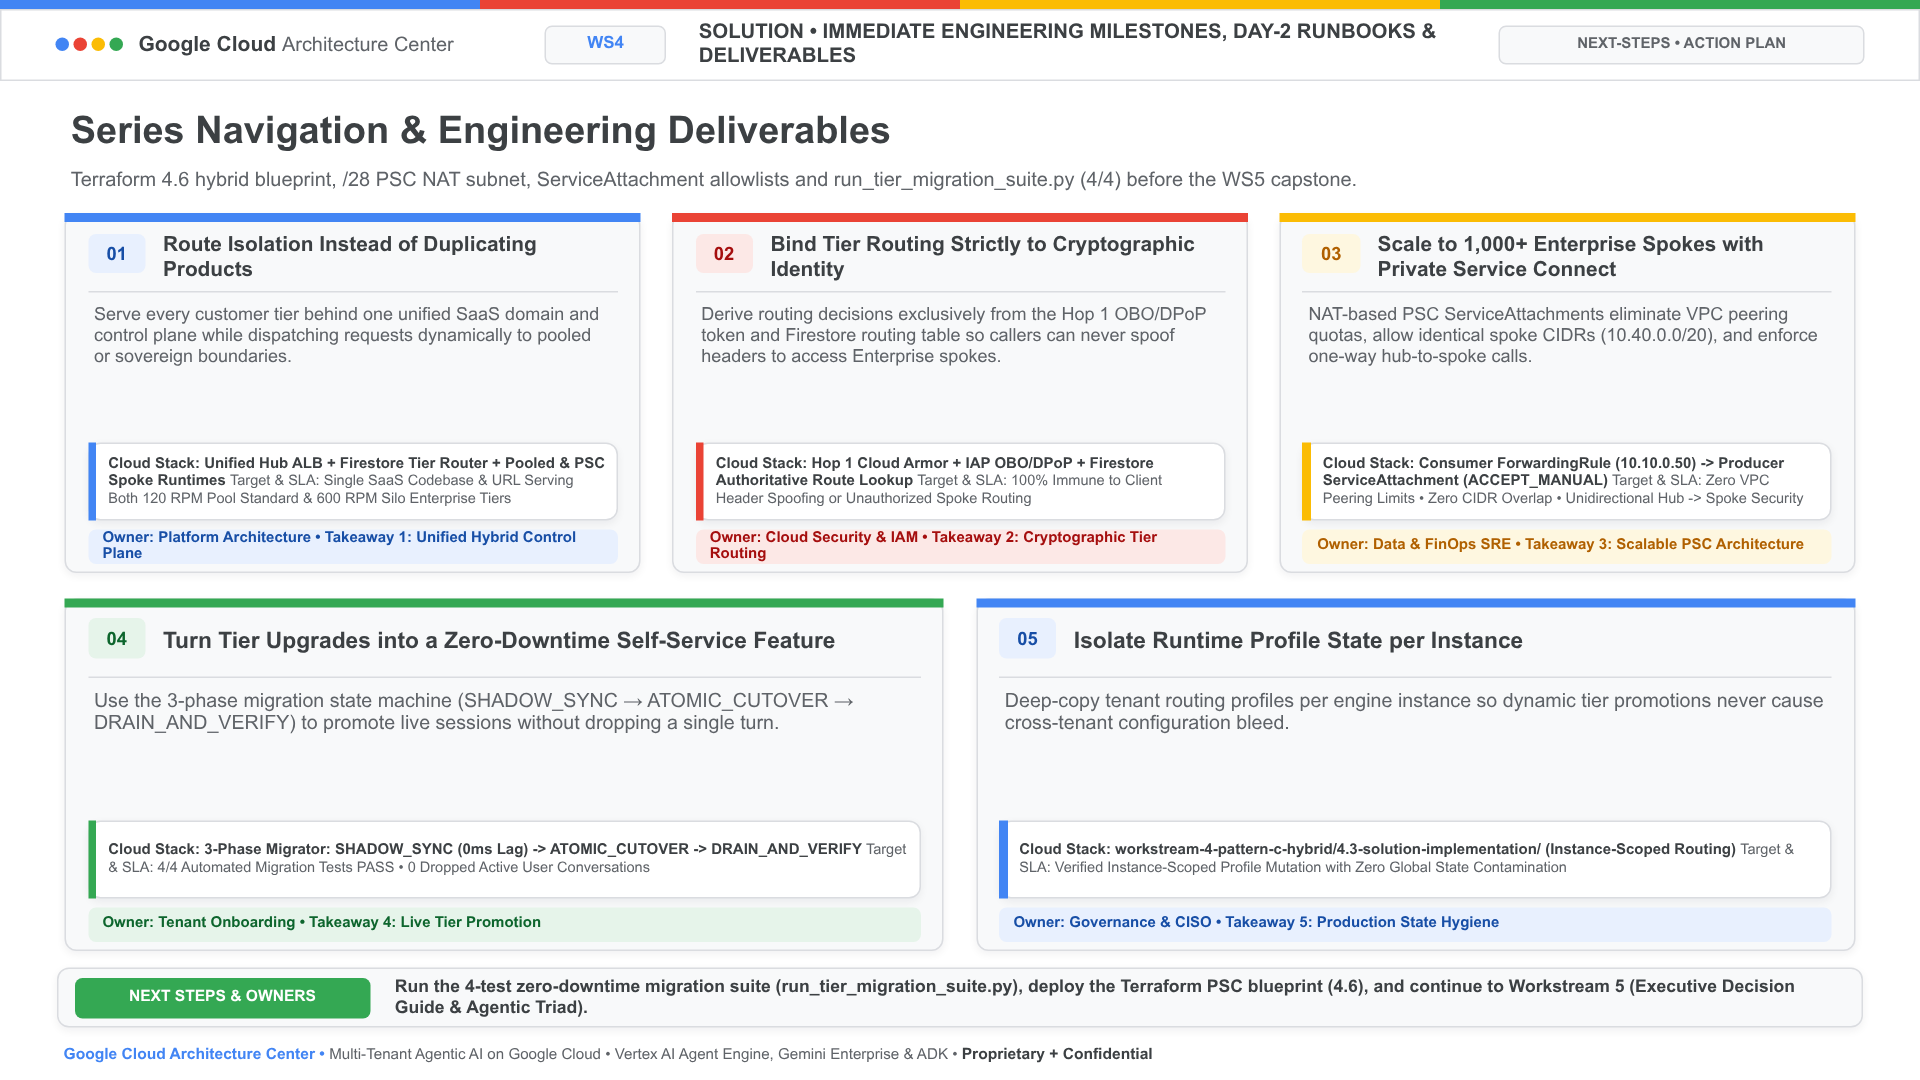 Google Cloud Architecture Center
WS4
SOLUTION • IMMEDIATE ENGINEERING MILESTONES, DAY-2 RUNBOOKS &
DELIVERABLES
NEXT-STEPS • ACTION PLAN
Series Navigation & Engineering Deliverables
Terraform 4.6 hybrid blueprint, /28 PSC NAT subnet, ServiceAttachment allowlists and run_tier_migration_suite.py (4/4) before the WS5 capstone.
01
Route Isolation Instead of Duplicating
Products
Serve every customer tier behind one unified SaaS domain and
control plane while dispatching requests dynamically to pooled
or sovereign boundaries.
Cloud Stack: Unified Hub ALB + Firestore Tier Router + Pooled & PSC
Spoke Runtimes Target & SLA: Single SaaS Codebase & URL Serving
Both 120 RPM Pool Standard & 600 RPM Silo Enterprise Tiers
Owner: Platform Architecture • Takeaway 1: Unified Hybrid Control
Plane
02
Bind Tier Routing Strictly to Cryptographic
Identity
Derive routing decisions exclusively from the Hop 1 OBO/DPoP
token and Firestore routing table so callers can never spoof
headers to access Enterprise spokes.
Cloud Stack: Hop 1 Cloud Armor + IAP OBO/DPoP + Firestore
Authoritative Route Lookup Target & SLA: 100% Immune to Client
Header Spoofing or Unauthorized Spoke Routing
Owner: Cloud Security & IAM • Takeaway 2: Cryptographic Tier
Routing
03
Scale to 1,000+ Enterprise Spokes with
Private Service Connect
NAT-based PSC ServiceAttachments eliminate VPC peering
quotas, allow identical spoke CIDRs (10.40.0.0/20), and enforce
one-way hub-to-spoke calls.
Cloud Stack: Consumer ForwardingRule (10.10.0.50) -> Producer
ServiceAttachment (ACCEPT_MANUAL) Target & SLA: Zero VPC
Peering Limits • Zero CIDR Overlap • Unidirectional Hub -> Spoke Security
Owner: Data & FinOps SRE • Takeaway 3: Scalable PSC Architecture
04
Turn Tier Upgrades into a Zero-Downtime Self-Service Feature
Use the 3-phase migration state machine (SHADOW_SYNC → ATOMIC_CUTOVER →
DRAIN_AND_VERIFY) to promote live sessions without dropping a single turn.
Cloud Stack: 3-Phase Migrator: SHADOW_SYNC (0ms Lag) -> ATOMIC_CUTOVER -> DRAIN_AND_VERIFY Target
& SLA: 4/4 Automated Migration Tests PASS • 0 Dropped Active User Conversations
Owner: Tenant Onboarding • Takeaway 4: Live Tier Promotion
05
Isolate Runtime Profile State per Instance
Deep-copy tenant routing profiles per engine instance so dynamic tier promotions never cause
cross-tenant configuration bleed.
Cloud Stack: workstream-4-pattern-c-hybrid/4.3-solution-implementation/ (Instance-Scoped Routing) Target &
SLA: Verified Instance-Scoped Profile Mutation with Zero Global State Contamination
Owner: Governance & CISO • Takeaway 5: Production State Hygiene
NEXT STEPS & OWNERS
Run the 4-test zero-downtime migration suite (run_tier_migration_suite.py), deploy the Terraform PSC blueprint (4.6), and continue to Workstream 5 (Executive Decision
Guide & Agentic Triad).
Google Cloud Architecture Center • Multi-Tenant Agentic AI on Google Cloud • Vertex AI Agent Engine, Gemini Enterprise & ADK • Proprietary + Confidential